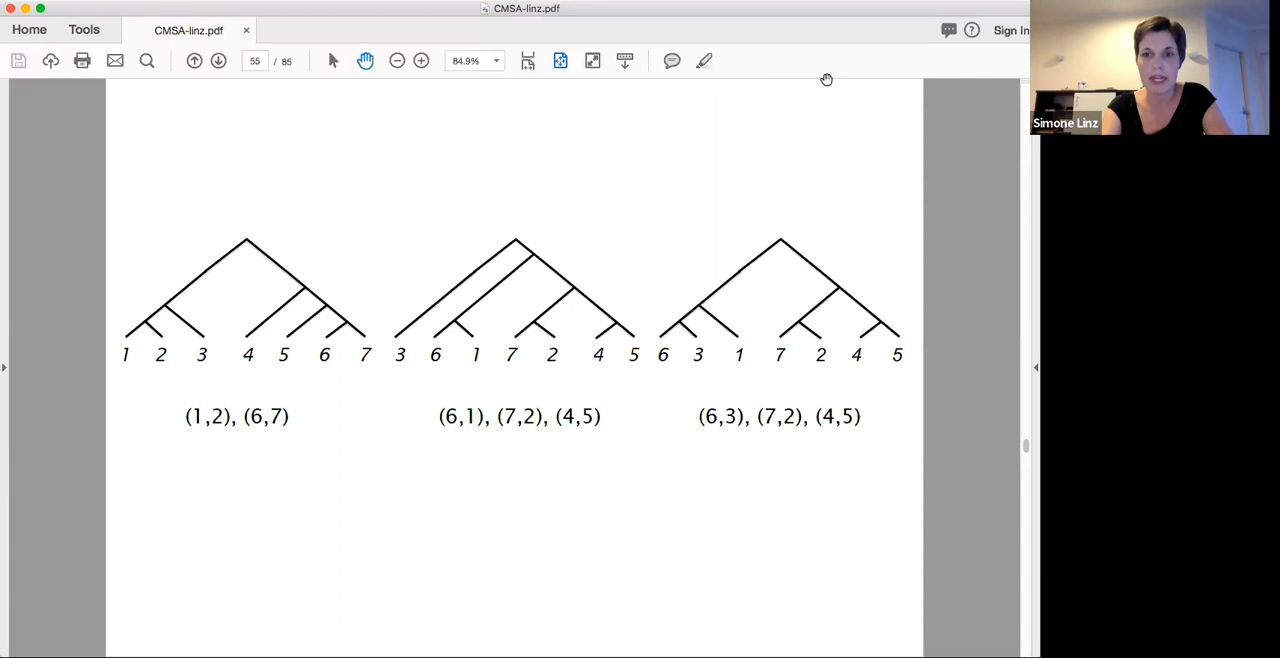 CMSA-linz.pdf
Home Tools CMSA-linz.pdf × Sign In
55 / 85 84.9%
Simone Linz
1 2 3 4 5 6 7 3 6 1 7 2 4 5 6 3 1 7 2 4 5
(1,2), (6,7) (6,1), (7,2), (4,5) (6,3), (7,2), (4,5)